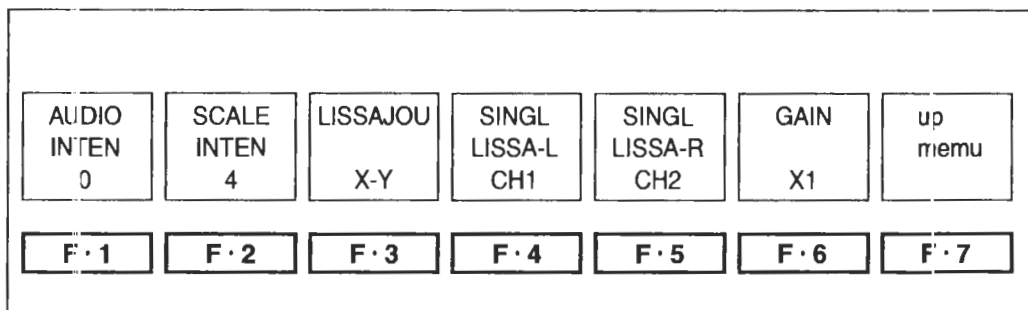 AUDIO INTEN 0
SCALE INTEN 4
LISSAJOU X-Y
SINGL LISSA-L CH1
SINGL LISSA-R CH2
GAIN X1
up memu
F·1 F·2 F·3 F·4 F·5 F·6 F·7